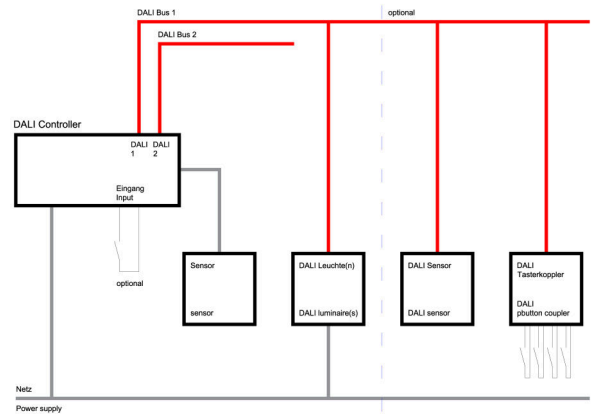 DALI Bus 1
optional
DALI Bus 2
DALI Controller
DALI DALI
1 2
Eingang
Input
optional
Sensor
sensor
DALI Leuchte(n)
DALI luminaire(s)
DALI Sensor
DALI sensor
DALI
Tasterkoppler
DALI
pbutton coupler
Netz
Power supply